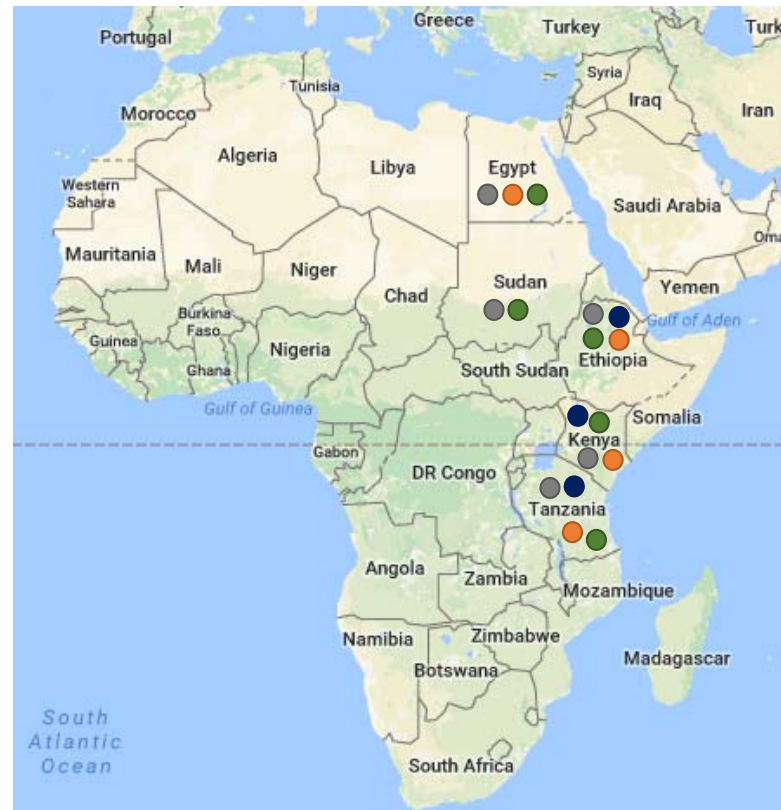 Greece
Turkey
Turk
Portugal
Syria
Tunisia
Iraq
Iran
Morocco
Algeria
Libya
Egypt
Western
Sahara
Saudi Arabia
Oma
Mauritania
Mali
Niger
Chad
Sudan
Yemen
Burkina
Faso
Gulf of Aden
Guinea
Nigeria
Ethiopia
Ghana
South Sudan
Gulf of Guinea
Somalia
Kenya
Gabon
DR Congo
Tanzania
Angola
Zambia
Mozambique
Namibia
Zimbabwe
Botswana
Madagascar
South
Atlantic
Ocean
South Africa